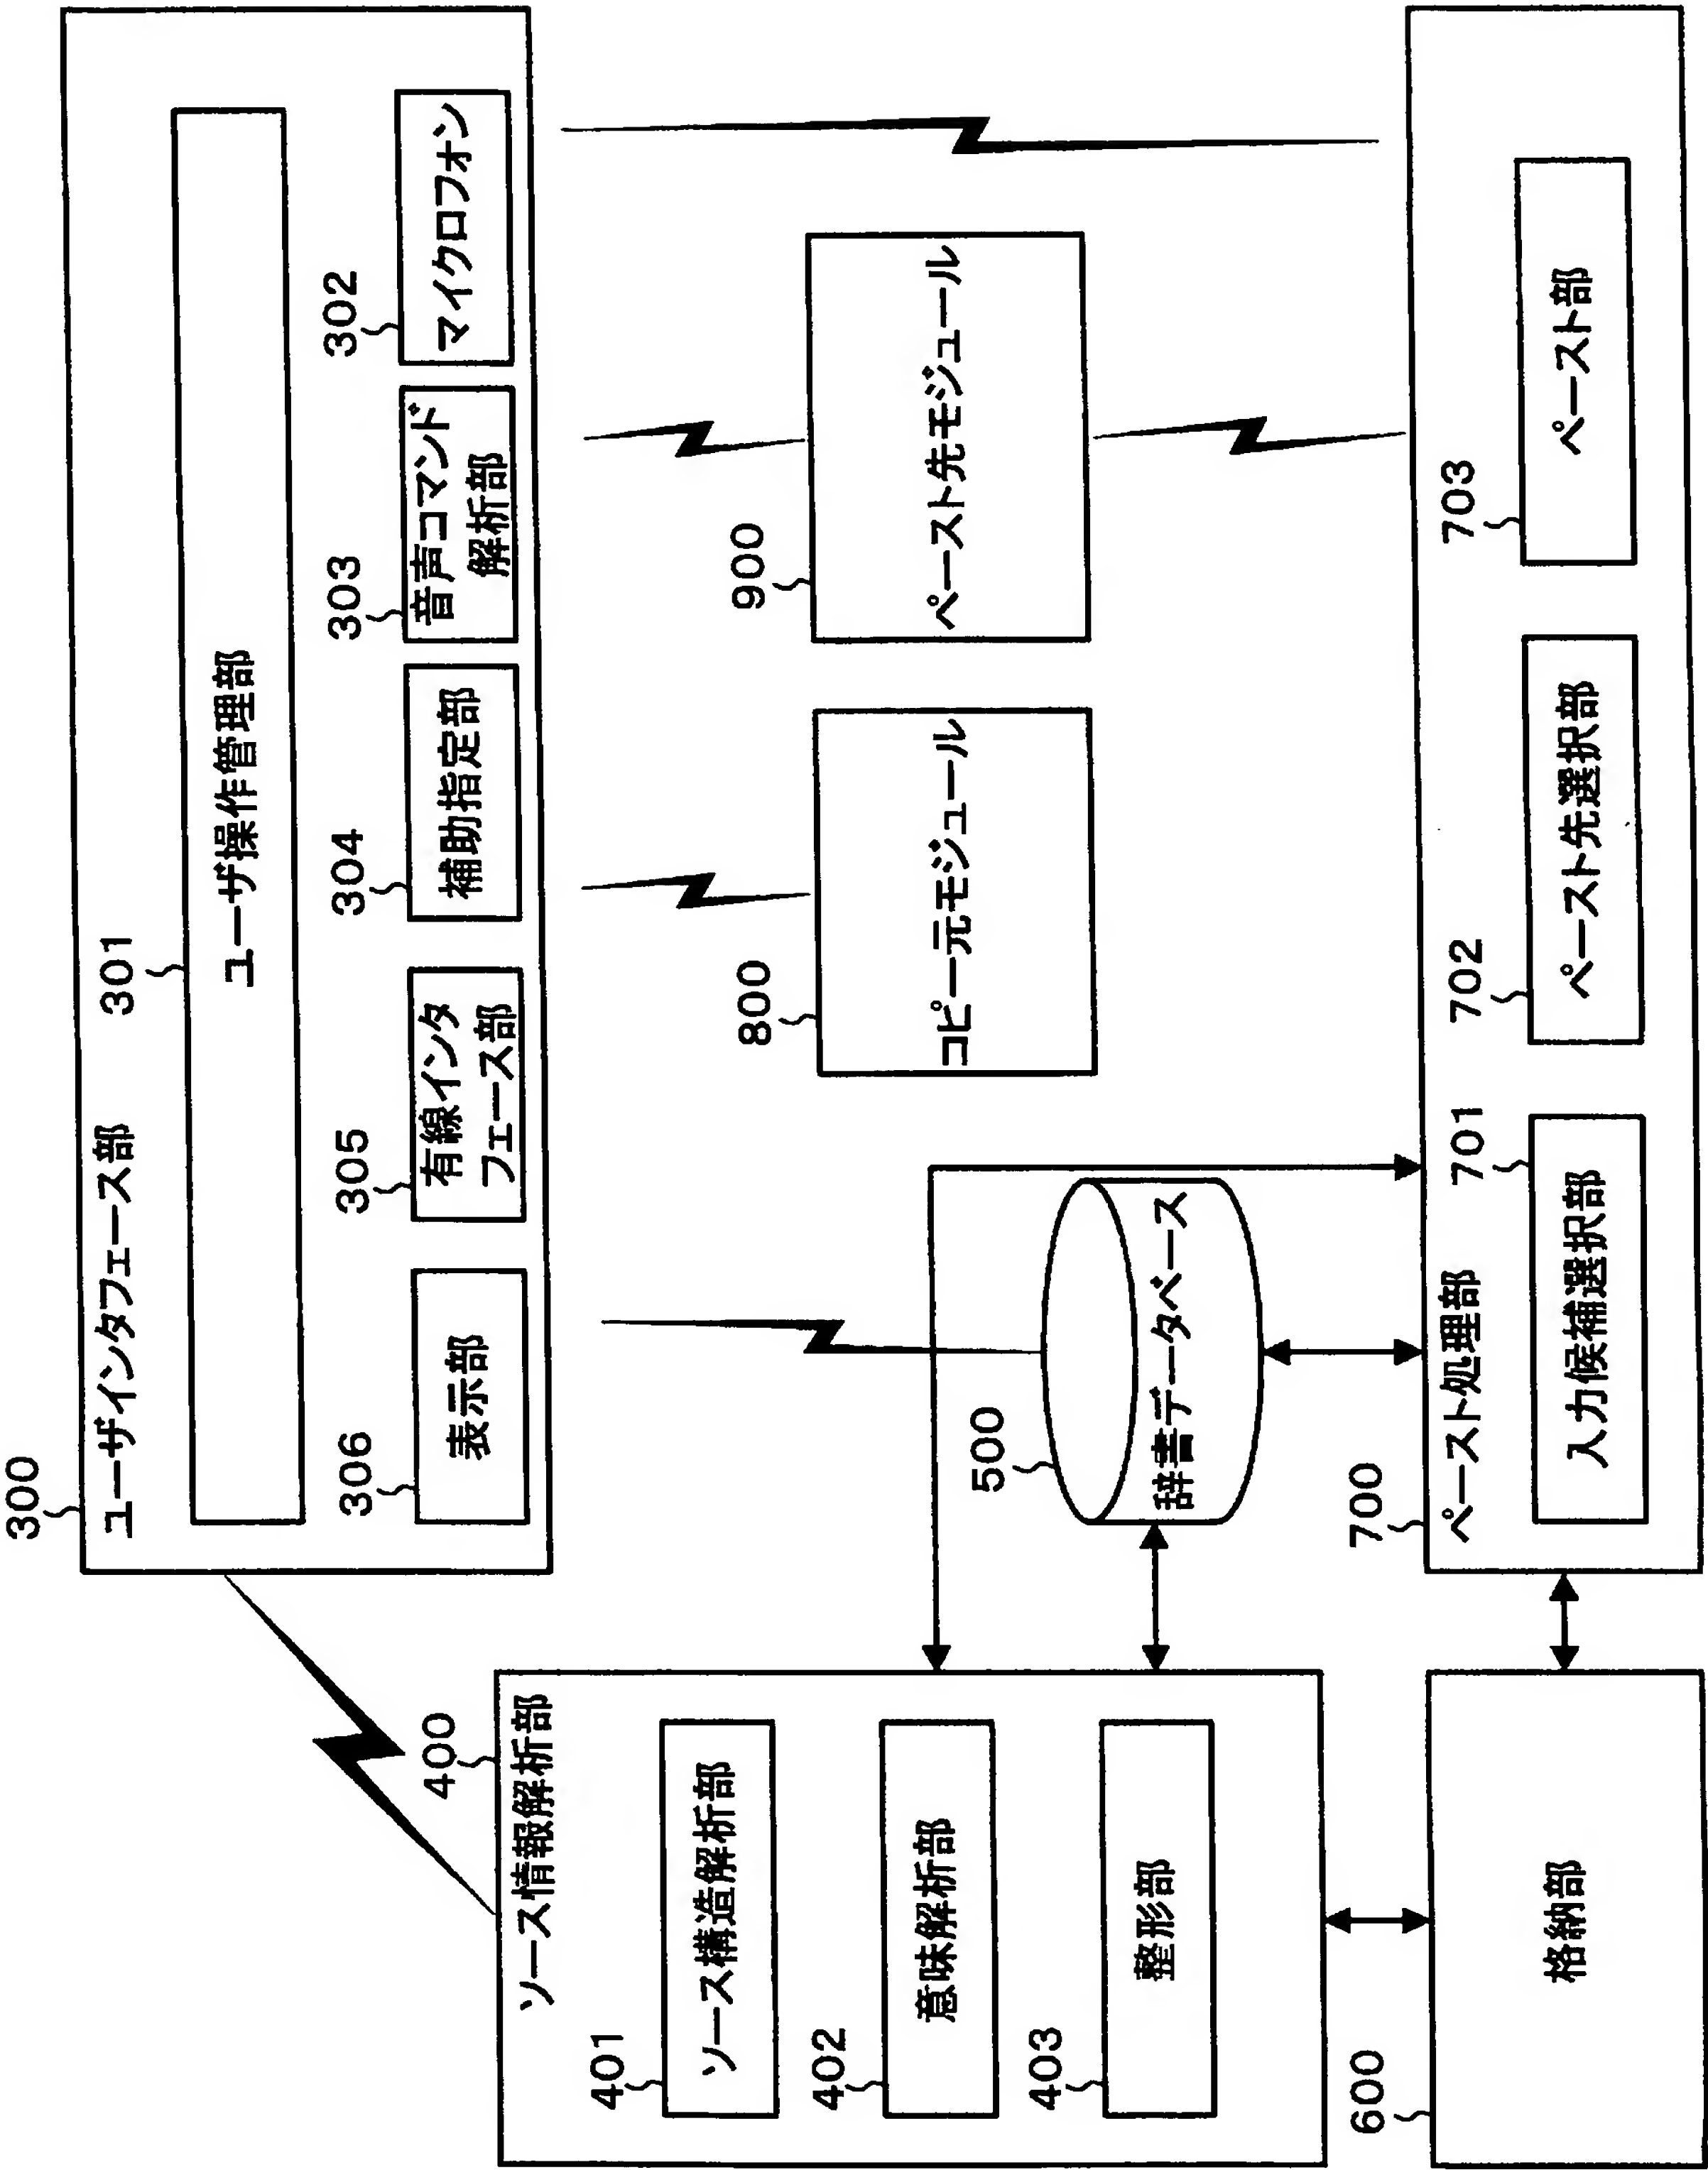 300
ユーザインタフェース部
301
ユーザ操作管理部
306
表示部
305
有線インタ
フェース部
304
補助指定部
303
音声コマンド
解析部
302
マイクロフォン
400
ソース情報解析部
401
ソース構造解析部
402
意味解析部
403
整形部
500
辞書データベース
800
コピー元モジュール
900
ペースト先モジュール
600
格納部
700
ペースト処理部
701
入力候補選択部
702
ペースト先選択部
703
ペースト部